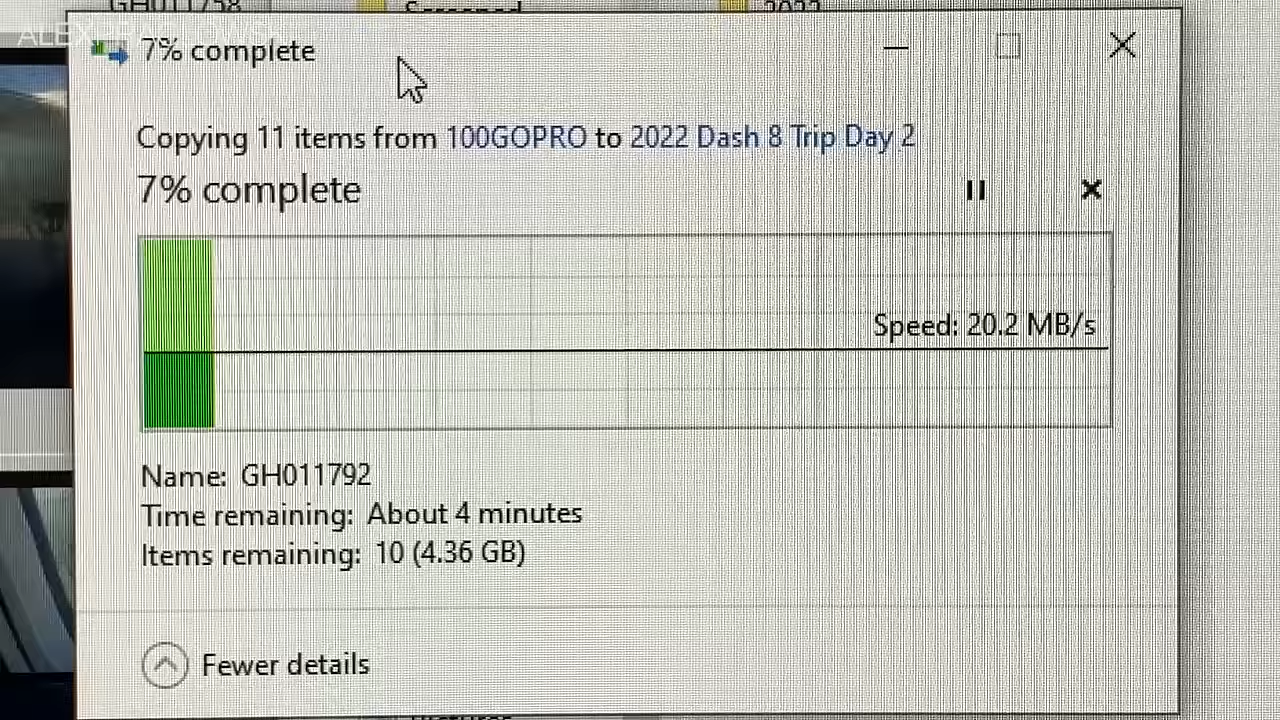 7% complete
Copying 11 items from 100GOPRO to 2022 Dash 8 Trip Day 2
7% complete
Speed: 20.2 MB/s
Name: GH011792
Time remaining: About 4 minutes
Items remaining: 10 (4.36 GB)
Fewer details